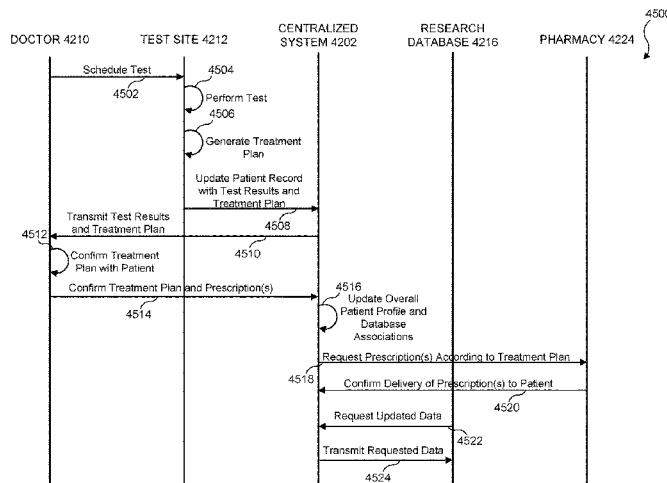 4500
DOCTOR 4210
TEST SITE 4212
CENTRALIZED
SYSTEM 4202
RESEARCH
DATABASE 4216
PHARMACY 4224
Schedule Test
4502
4504
Perform Test
4506
Generate Treatment
Plan
Update Patient Record
with Test Results and
Treatment Plan
4508
Transmit Test Results
and Treatment Plan
4510
4512
Confirm Treatment
Plan with Patient
Confirm Treatment Plan and Prescription(s)
4514
4516
Update Overall
Patient Profile and
Database
Associations
Request Prescription(s) According to Treatment Plan
4518
Confirm Delivery of Prescription(s) to Patient
4520
Request Updated Data
4522
Transmit Requested Data
4524